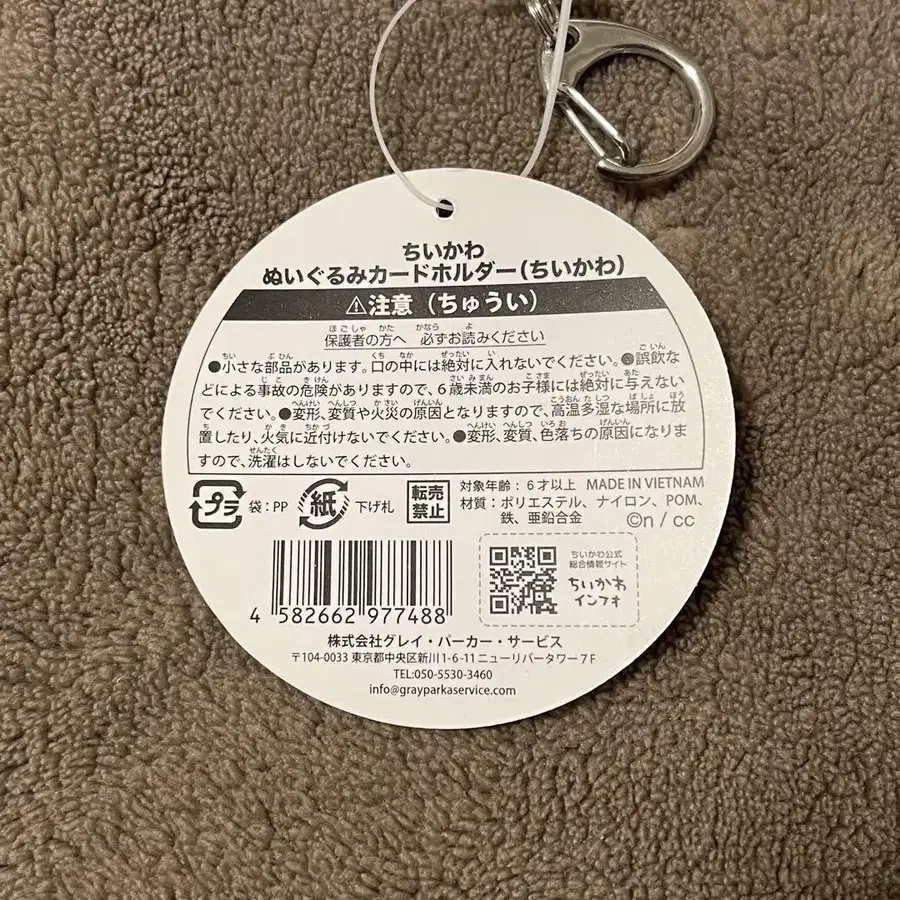 ちいかわ
ぬいぐるみカードホルダー(ちいかわ)
⚠注意(ちゅうい)
保護者の方へ 必ずお読みください
●小さな部品があります。口の中には絶対に入れないでください。●誤飲な
どによる事故の危険がありますので、6歳未満のお子様には絶対に与えない
でください。●変形、変質や火災の原因となりますので、高温多湿な場所に放
置したり、火気に近付けないでください。●変形、変質、色落ちの原因になりま
すので、洗濯はしないでください。
プラ 袋:PP 紙 下げ札 転売禁止
対象年齢:6才以上 MADE IN VIETNAM
材質:ポリエステル、ナイロン、POM、
鉄、亜鉛合金 ©n / cc
4 582662 977488
ちいかわ公式
総合情報サイト
ちいかわ
インフォ
株式会社グレイ・パーカー・サービス
〒104-0033 東京都中央区新川1-6-11 ニューリバータワー7F
TEL:050-5530-3460
info@grayparkaservice.com